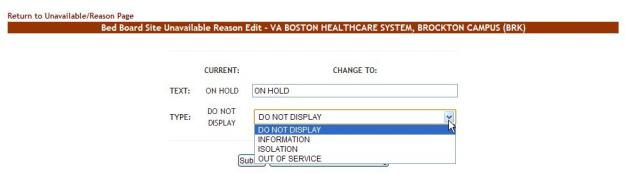 Return to Unavailable/Reason Page
Bed Board Site Unavailable Reason Edit - VA BOSTON HEALTHCARE SYSTEM, BROCKTON CAMPUS (BRK)
CURRENT: CHANGE TO:
TEXT: ON HOLD ON HOLD
TYPE: DO NOT DISPLAY DO NOT DISPLAY
DO NOT DISPLAY
INFORMATION
ISOLATION
OUT OF SERVICE
Sub